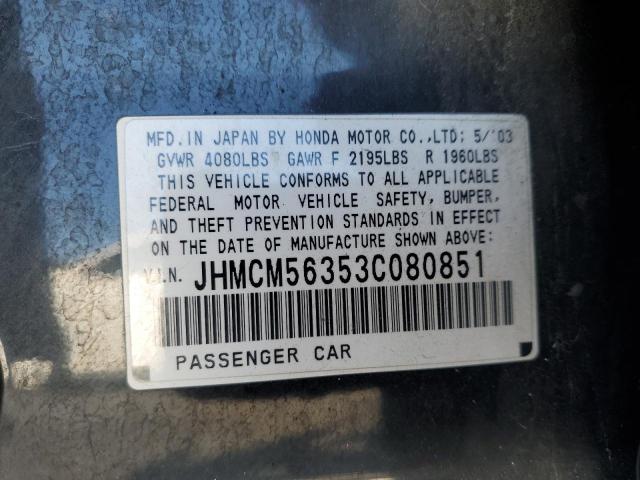 MFD. IN JAPAN BY HONDA MOTOR CO.,LTD: 5/'03
GVWR 4080LBS GAWR F 2195LBS R 1960LBS
THIS VEHICLE CONFORMS TO ALL APPLICABLE
FEDERAL MOTOR VEHICLE SAFETY, BUMPER,
AND THEFT PREVENTION STANDARDS IN EFFECT
ON THE DATE OF MANUFACTURE SHOWN ABOVE:
V.I.N. JHMCM56353C080851
PASSENGER CAR